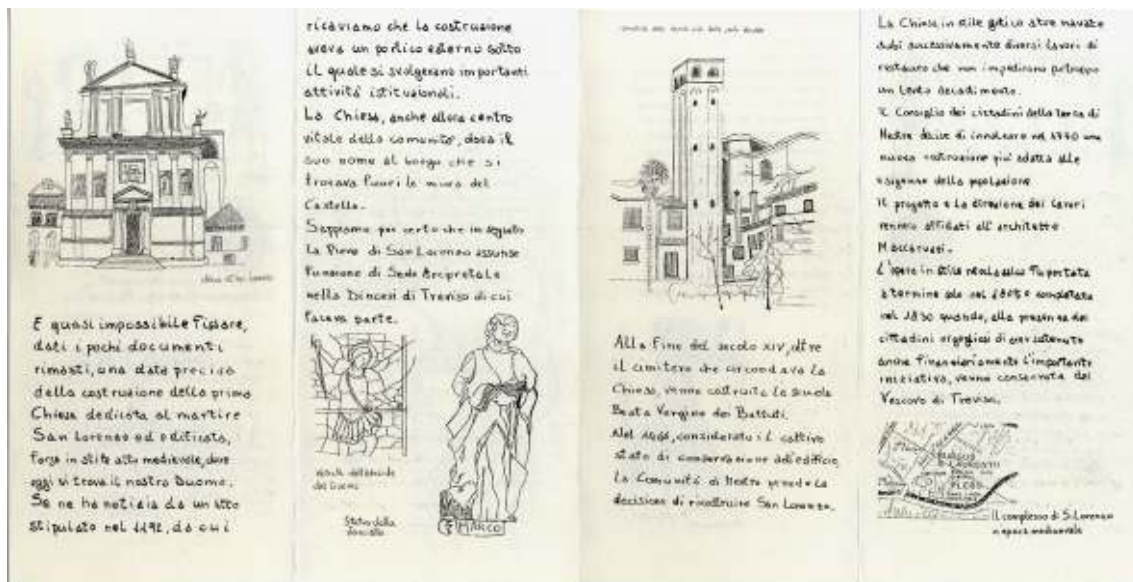 E quasi impossibile Fissare,
dati i pochi documenti
rimasti, una data precisa
della costruzione della prima
Chiesa dedicata al martire
San Lorenzo ed edificata,
forse in stile alto medievale, dove
oggi si trova il nostro Duomo.
Se ne ha notizia da un atto
stipulato nel 1192, da cui
ricaviamo che la costruzione
aveva un portico esterno sotto
il quale si svolgevano importanti
attività istituzionali.
La Chiesa, anche allora centro
vitale della comunità, dava il
suo nome al borgo che si
trovava fuori le mura del
Castello.
Sappiamo per certo che in seguito
la Pieve di San Lorenzo assunse
Funzione di Sede Arcipretale
nella Diocesi di Treviso di cui
Faceva parte.
del Duomo
Statua della
facciata
MARCO
Alla Fine del secolo XIV, oltre
il cimitero che circondava la
Chiesa, venne costruita la Scuola
Beata Vergine dei Battuti.
Nel considerato il cattivo
stato di conservazione dell'edificio,
la Comunità di Mestre prende la
decisione di ricostruire San Lorenzo.
La Chiesa in stile gotico a tre navate
subì successivamente diversi lavori di
restauro che non impedirono purtroppo
un lento decadimento.
Il Consiglio dei cittadini della Terra di
Mestre decise di innalzare nel una
nuova costruzione più adatta alle
esigenze della popolazione.
Il progetto e la direzione dei lavori
vennero affidati all'architetto
Maccaruzzi.
L'opera in stile neoclassico fu portata
a termine solo nel e completata
nel 1830 quando, alla presenza dei
cittadini orgogliosi di aver sostenuto
anche finanziariamente l'importante
iniziativa, venne consacrata dal
Vescovo di Treviso.
Il complesso di S. Lorenzo
in epoca medioevale